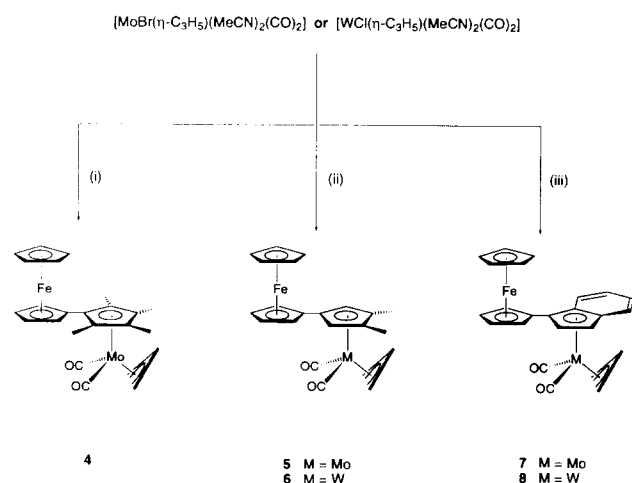 [MoBr(η-C₃H₅)(MeCN)₂(CO)₂] or [WCl(η-C₃H₅)(MeCN)₂(CO)₂]
(i) (ii) (iii)
Fe Fe Fe
Mo M M
OC OC OC
OC OC OC
4 5 M = Mo 7 M = Mo
6 M = W 8 M = W